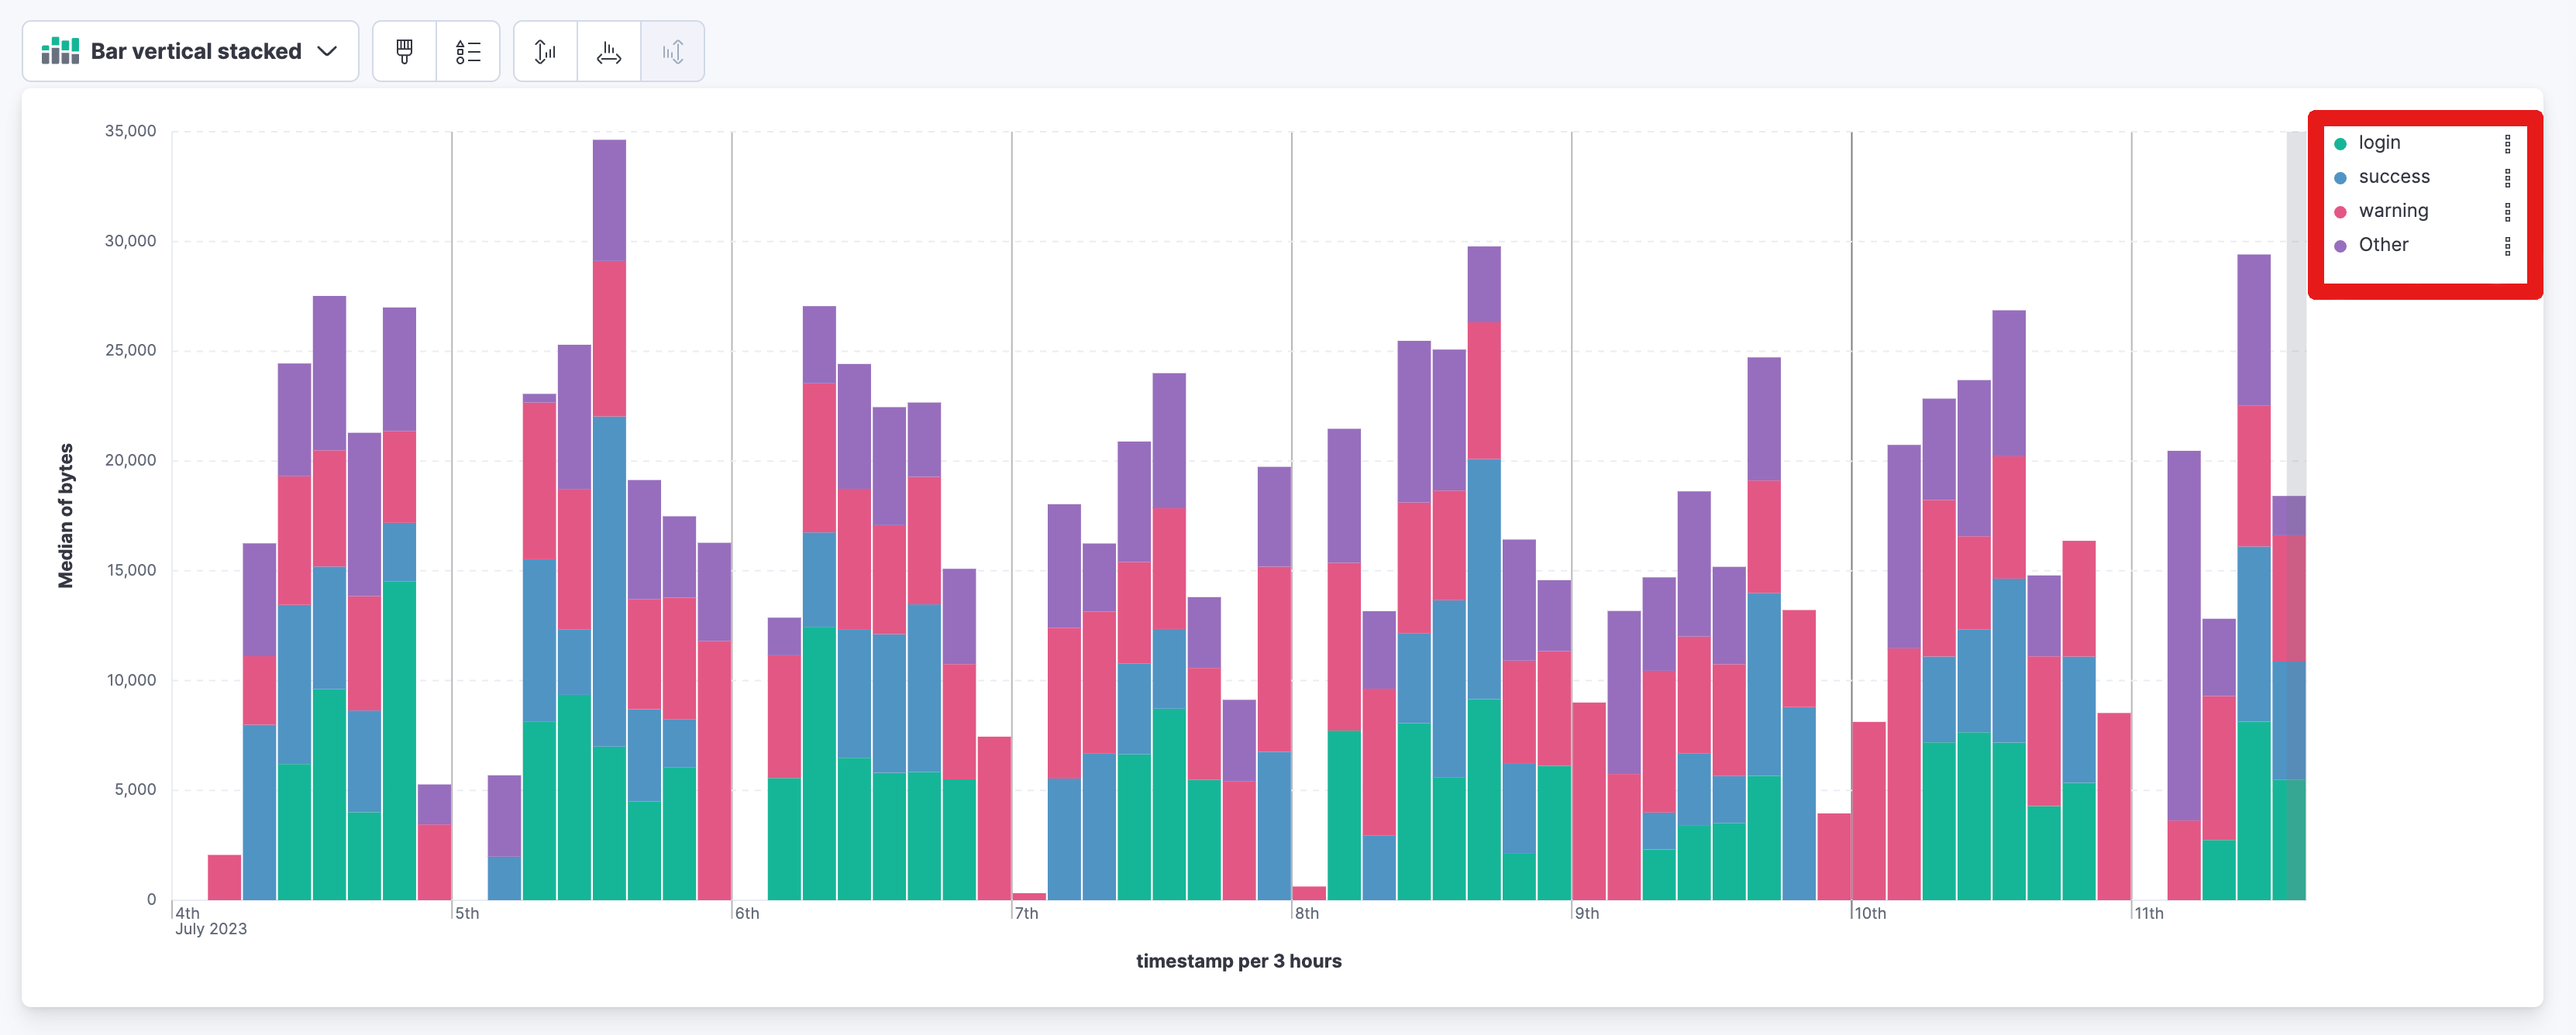 Bar vertical stacked
35,000
30,000
25,000
20,000
15,000
10,000
5,000
0
Median of bytes
4th
5th
6th
7th
8th
9th
10th
11th
July 2023
timestamp per 3 hours
login
success
warning
Other